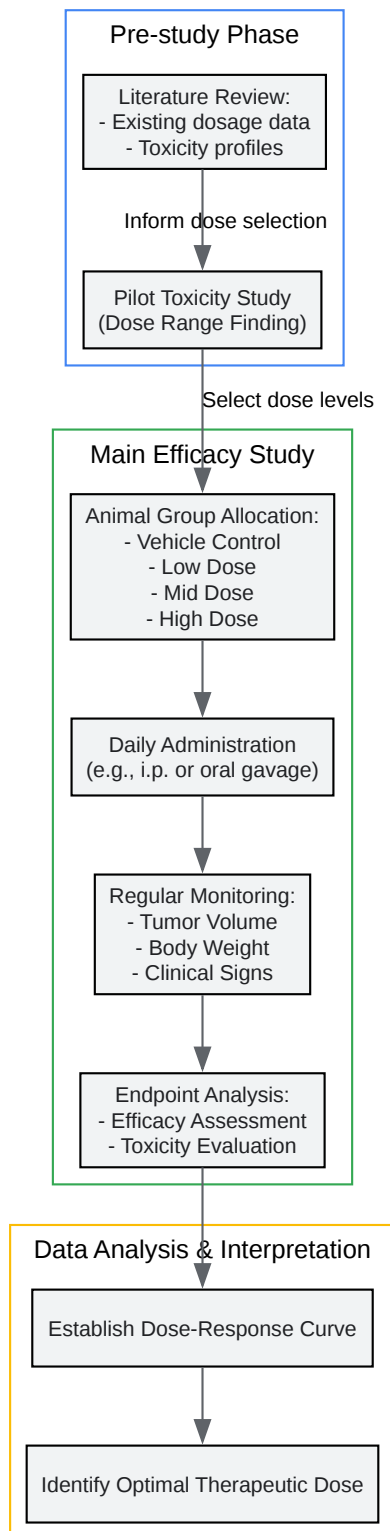 Pre-study Phase
Literature Review:
- Existing dosage data
- Toxicity profiles
Inform dose selection
Pilot Toxicity Study
(Dose Range Finding)
Select dose levels
Main Efficacy Study
Animal Group Allocation:
- Vehicle Control
- Low Dose
- Mid Dose
- High Dose
Daily Administration
(e.g., i.p. or oral gavage)
Regular Monitoring:
- Tumor Volume
- Body Weight
- Clinical Signs
Endpoint Analysis:
- Efficacy Assessment
- Toxicity Evaluation
Data Analysis & Interpretation
Establish Dose-Response Curve
Identify Optimal Therapeutic Dose